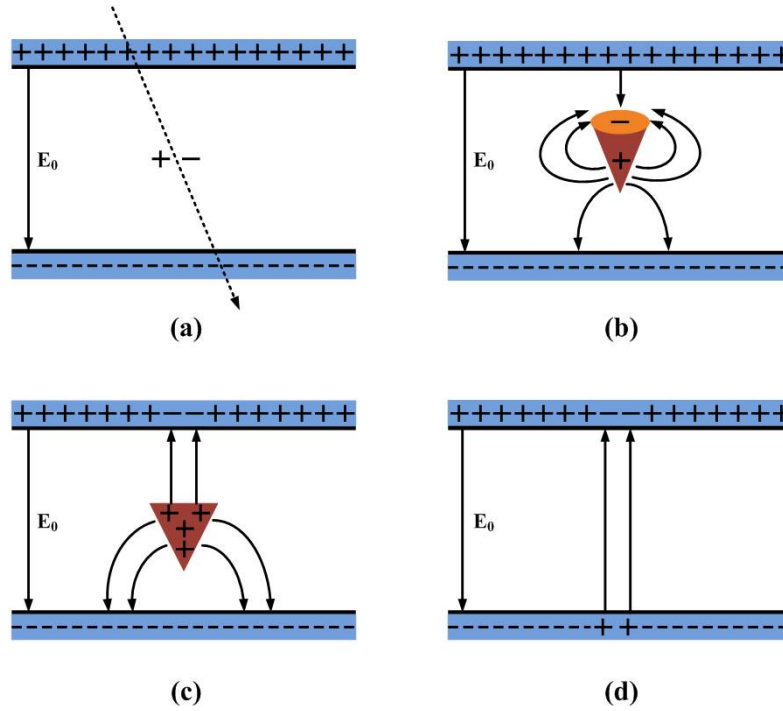 + + + + + + + + + + + + + + + +
E₀
+ −
− − − − − − − − − − − − − − − −
(a)
+ + + + + + + + + + + + + + + +
E₀
−
+
− − − − − − − − − − − − − − − −
(b)
+ + + + + + + − − + + + + + + +
E₀
+ +
+
+
− − − − − − − − − − − − − − − −
(c)
+ + + + + + + − − + + + + + + +
E₀
− − − − − − − + + − − − − − − −
(d)